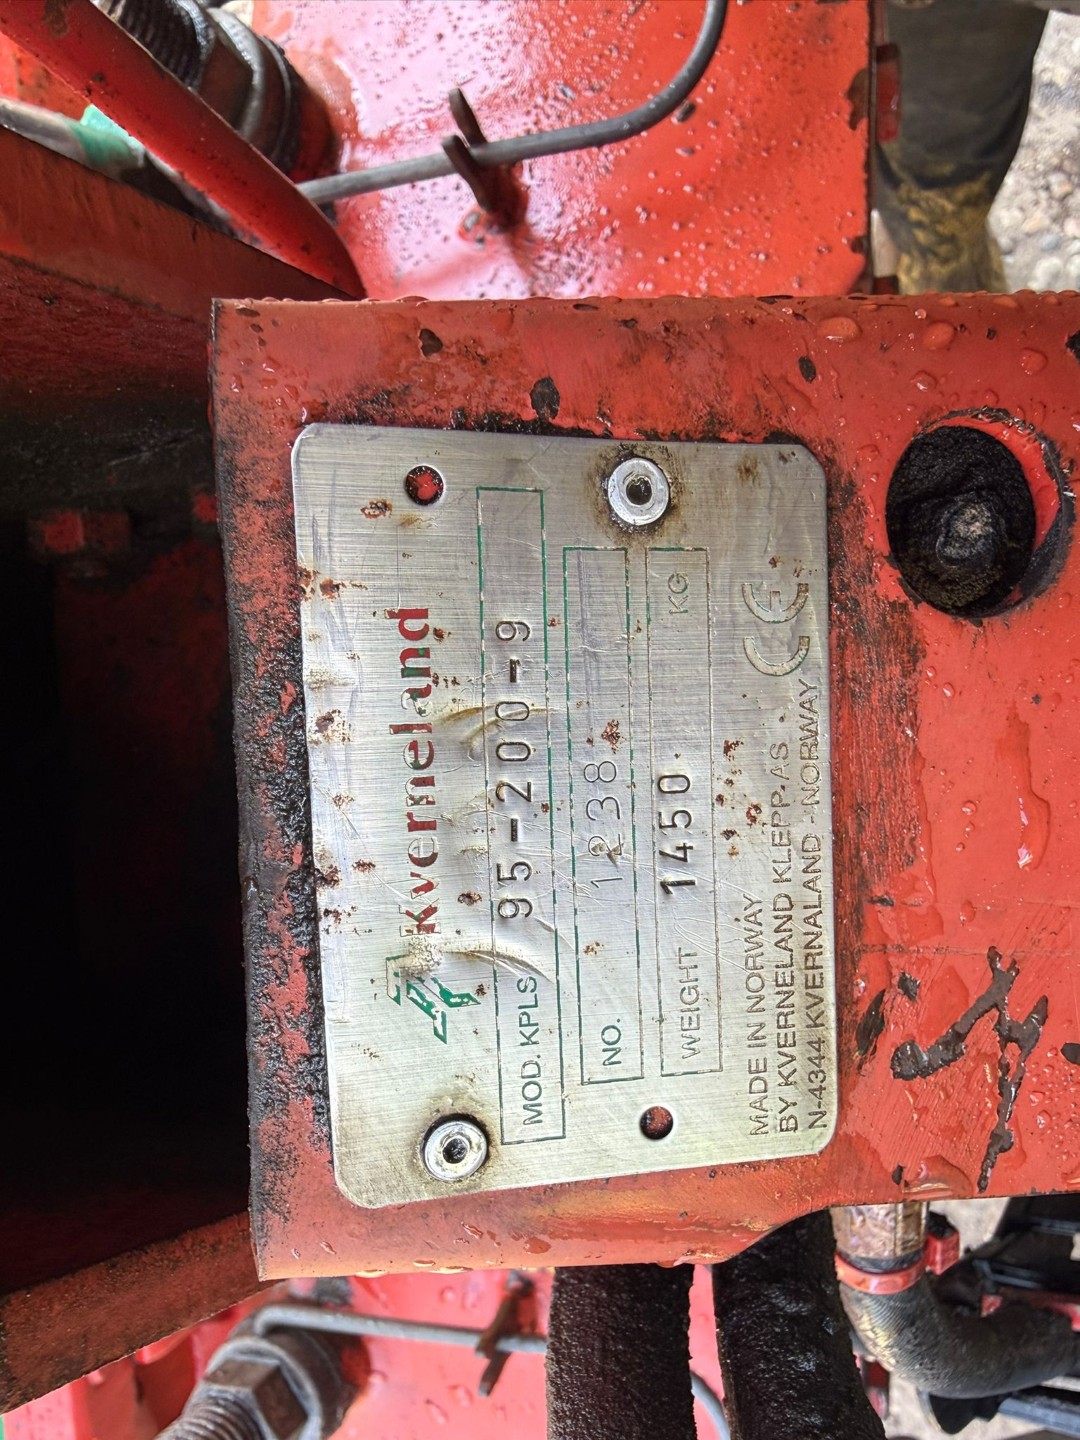 Kverneland
MOD. KPLS 95-200-9
NO. 1238
WEIGHT 1450 KG
MADE IN NORWAY
BY KVERNELAND KLEPP. AS.
N-4344 KVERNALAND - NORWAY
CE